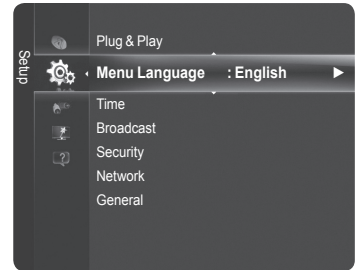 Setup
Plug & Play
Menu Language : English
Time
Broadcast
Security
Network
General